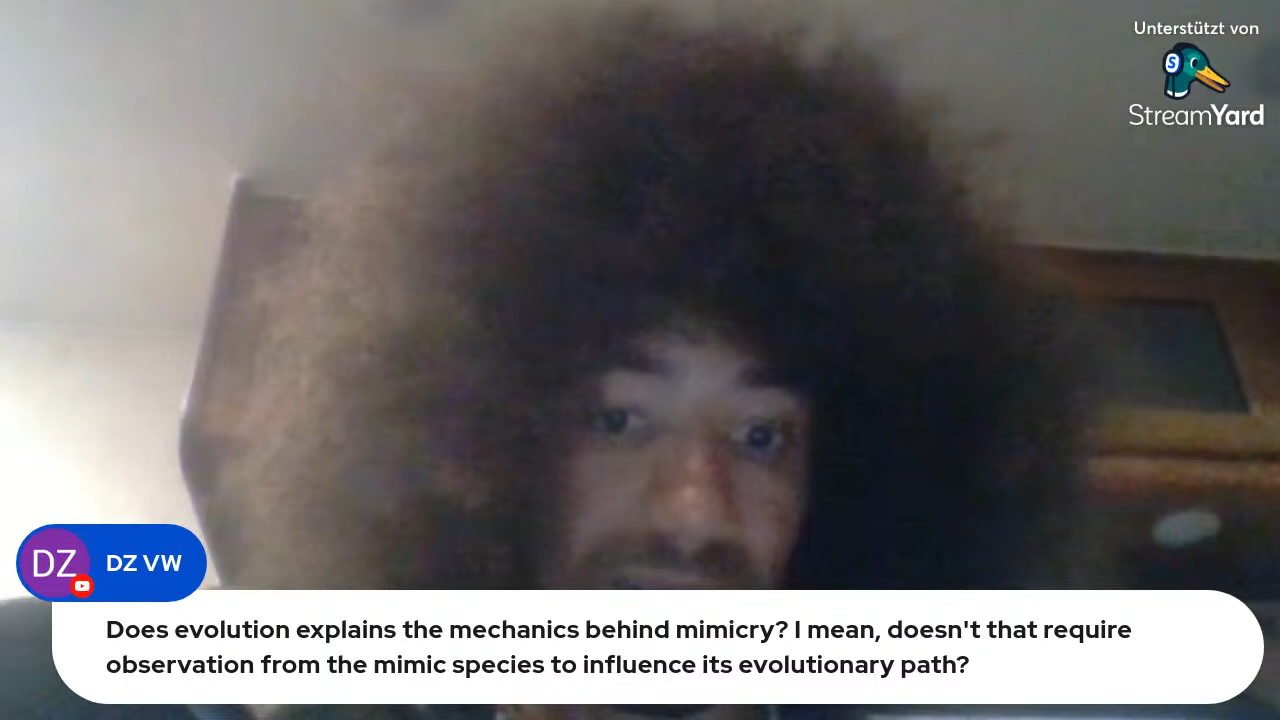 Unterstützt von
S
StreamYard
DZ
DZ VW
Does evolution explains the mechanics behind mimicry? I mean, doesn't that require
observation from the mimic species to influence its evolutionary path?